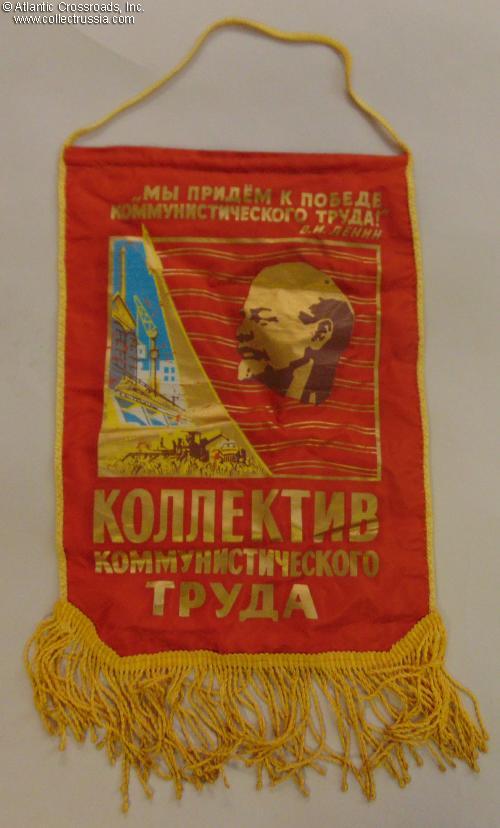 © Atlantic Crossroads, Inc.
www.collectrussia.com
„МЫ ПРИДЁМ К ПОБЕДЕ
КОММУНИСТИЧЕСКОГО ТРУДА!"
В.И. ЛЕНИН
КОЛЛЕКТИВ
КОММУНИСТИЧЕСКОГО
ТРУДА